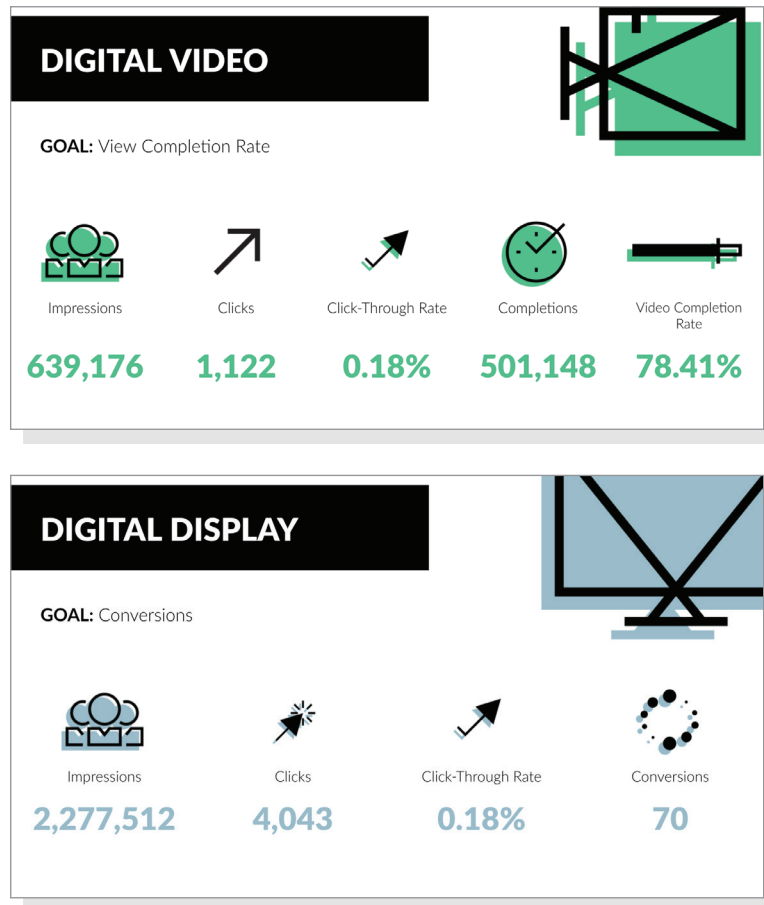 DIGITAL VIDEO
GOAL: View Completion Rate
Impressions
Clicks
Click-Through Rate
Completions
Video Completion
Rate
639,176
1,122
0.18%
501,148
78.41%
DIGITAL DISPLAY
GOAL: Conversions
Impressions
Clicks
Click-Through Rate
Conversions
2,277,512
4,043
0.18%
70